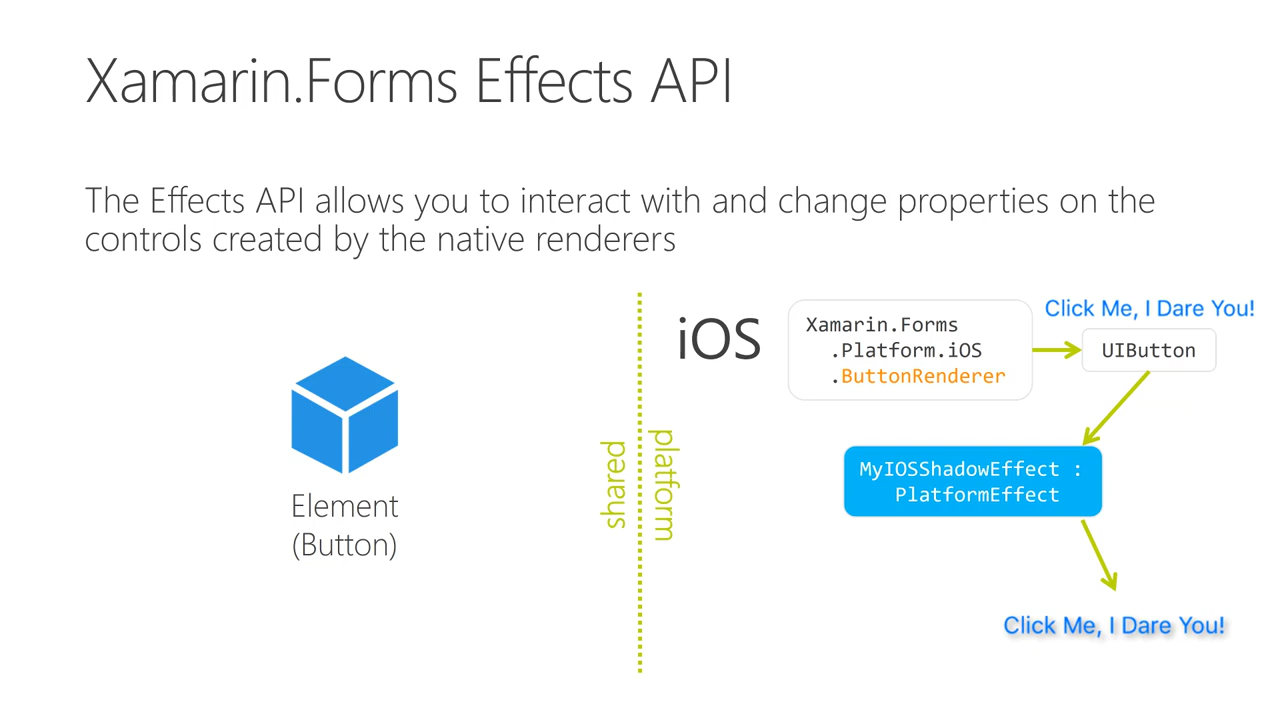 Xamarin.Forms Effects API
The Effects API allows you to interact with and change properties on the
controls created by the native renderers
Element
(Button)
shared
platform
iOS
Xamarin.Forms
.Platform.iOS
.ButtonRenderer
Click Me, I Dare You!
UIButton
MyIOSShadowEffect :
PlatformEffect
Click Me, I Dare You!